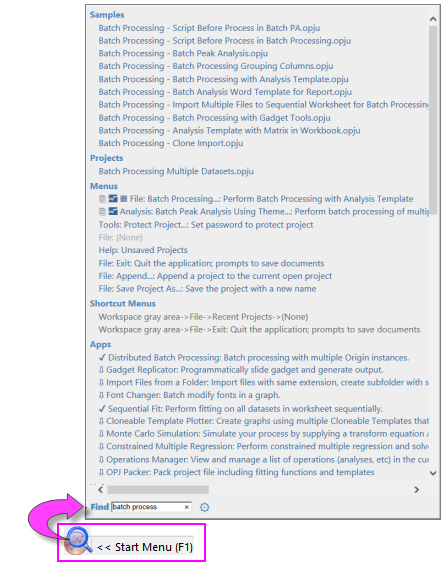 Samples
Batch Processing - Script Before Process in Batch PA.opju
Batch Processing - Script Before Process in Batch Processing.opju
Batch Processing - Batch Peak Analysis.opju
Batch Processing - Batch Processing Grouping Columns.opju
Batch Processing - Batch Processing with Analysis Template.opju
Batch Processing - Batch Analysis Word Template for Report.opju
Batch Processing - Import Multiple Files to Sequential Worksheet for Batch Processing
Batch Processing - Batch Processing with Gadget Tools.opju
Batch Processing - Analysis Template with Matrix in Workbook.opju
Batch Processing - Clone Import.opju
Projects
Batch Processing Multiple Datasets.opju
Menus
File: Batch Processing...: Perform Batch Processing with Analysis Template
Analysis: Batch Peak Analysis Using Theme...: Perform batch processing of multip
Tools: Protect Project...: Set password to protect project
File: (None)
Help: Unsaved Projects
File: Exit: Quit the application; prompts to save documents
File: Append...: Append a project to the current open project
File: Save Project As...: Save the project with a new name
Shortcut Menus
Workspace gray area->File->Recent Projects->(None)
Workspace gray area->File->Exit: Quit the application; prompts to save documents
Apps
✓ Distributed Batch Processing: Batch processing with multiple Origin instances.
⇩ Gadget Replicator: Programmatically slide gadget and generate output.
⇩ Import Files from a Folder: Import files with same extension, create subfolder with s
⇩ Font Changer: Batch modify fonts in a graph.
✓ Sequential Fit: Perform fitting on all datasets in worksheet sequentially.
⇩ Cloneable Template Plotter: Create graphs using multiple Cloneable Templates that
⇩ Monte Carlo Simulation: Simulate your process by supplying a transform equation a
⇩ Constrained Multiple Regression: Perform constrained multiple regression and solve
⇩ Operations Manager: View and manage a list of operations (analyses, etc) in the cur
⇩ OPJ Packer: Pack project file including fitting functions and templates
Find batch process ×
<< Start Menu (F1)